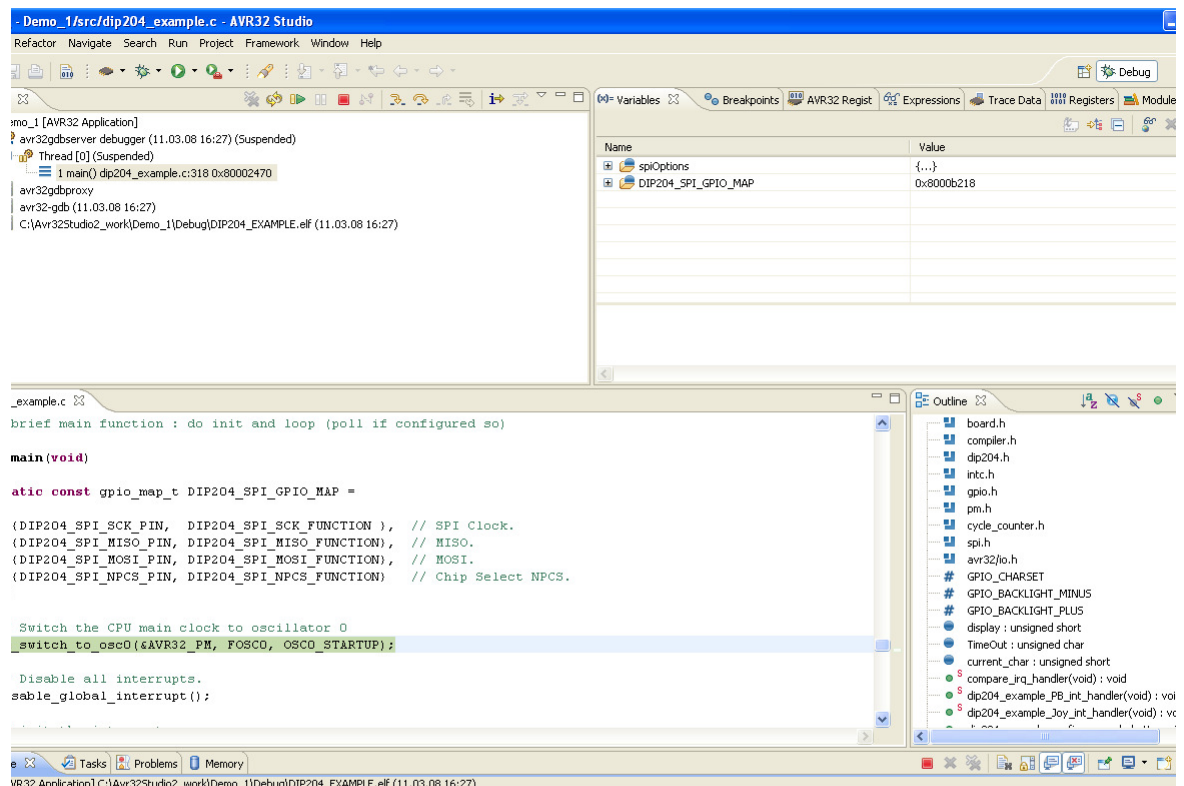 - Demo_1/src/dip204_example.c - AVR32 Studio
Refactor Navigate Search Run Project Framework Window Help
Debug
emo_1 [AVR32 Application]
avr32gdbserver debugger (11.03.08 16:27) (Suspended)
Thread [0] (Suspended)
1 main() dip204_example.c:318 0x80002470
avr32gdbproxy
avr32-gdb (11.03.08 16:27)
C:\Avr32Studio2_work\Demo_1\Debug\DIP204_EXAMPLE.elf (11.03.08 16:27)
(x)= Variables Breakpoints AVR32 Regist Expressions Trace Data Registers Module
Name Value
spiOptions {...}
DIP204_SPI_GPIO_MAP 0x8000b218
_example.c
brief main function : do init and loop (poll if configured so)
main(void)
atic const gpio_map_t DIP204_SPI_GPIO_MAP =
{DIP204_SPI_SCK_PIN, DIP204_SPI_SCK_FUNCTION }, // SPI Clock.
{DIP204_SPI_MISO_PIN, DIP204_SPI_MISO_FUNCTION}, // MISO.
{DIP204_SPI_MOSI_PIN, DIP204_SPI_MOSI_FUNCTION}, // MOSI.
{DIP204_SPI_NPCS_PIN, DIP204_SPI_NPCS_FUNCTION} // Chip Select NPCS.
Switch the CPU main clock to oscillator 0
_switch_to_osc0(&AVR32_PM, FOSC0, OSC0_STARTUP);
Disable all interrupts.
sable_global_interrupt();
Outline
board.h
compiler.h
dip204.h
intc.h
gpio.h
pm.h
cycle_counter.h
spi.h
avr32/io.h
# GPIO_CHARSET
# GPIO_BACKLIGHT_MINUS
# GPIO_BACKLIGHT_PLUS
display : unsigned short
TimeOut : unsigned char
current_char : unsigned short
S compare_irq_handler(void) : void
S dip204_example_PB_int_handler(void) : voi
S dip204_example_Joy_int_handler(void) : vo
e Tasks Problems Memory
VR32 Application] C:\Avr32Studio2_work\Demo_1\Debug\DIP204_EXAMPLE.elf (11.03.08 16:27)